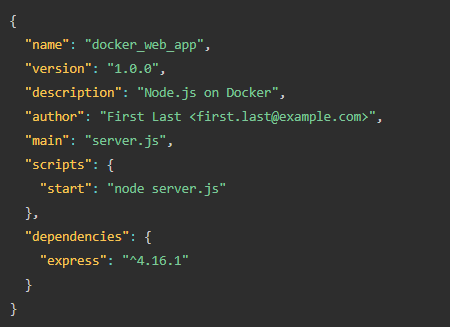 {
  "name": "docker_web_app",
  "version": "1.0.0",
  "description": "Node.js on Docker",
  "author": "First Last <first.last@example.com>",
  "main": "server.js",
  "scripts": {
    "start": "node server.js"
  },
  "dependencies": {
    "express": "^4.16.1"
  }
}